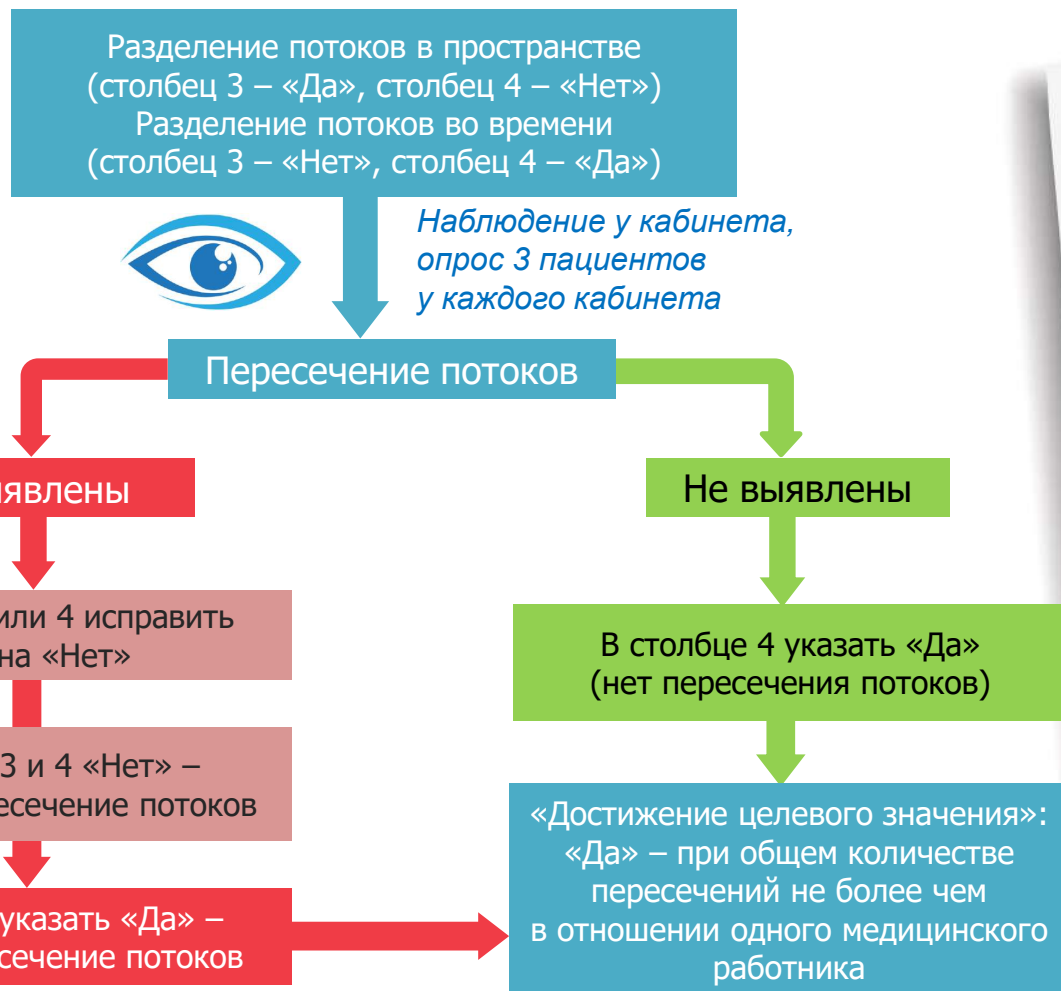 Разделение потоков в пространстве
(столбец 3 – «Да», столбец 4 – «Нет»)
Разделение потоков во времени
(столбец 3 – «Нет», столбец 4 – «Да»)
Наблюдение у кабинета,
опрос 3 пациентов
у каждого кабинета
Пересечение потоков
явлены
Не выявлены
или 4 исправить
на «Нет»
В столбце 4 указать «Да»
(нет пересечения потоков)
3 и 4 «Нет» –
есечение потоков
указать «Да» –
сечение потоков
«Достижение целевого значения»:
«Да» – при общем количестве
пересечений не более чем
в отношении одного медицинского
работника